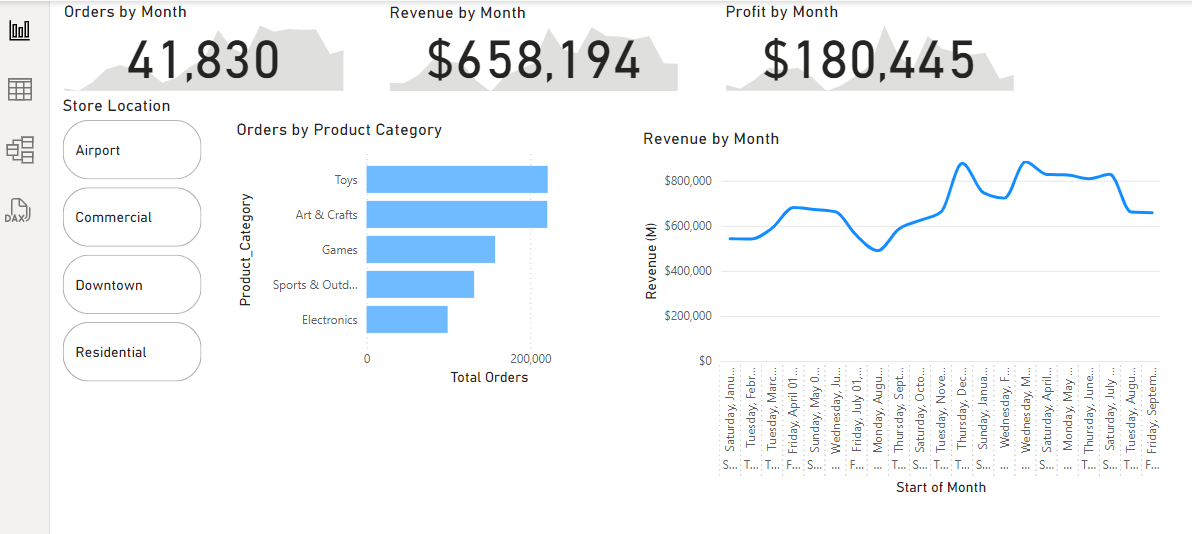 Orders by Month
41,830
Revenue by Month
$658,194
Profit by Month
$180,445
DAX
Store Location
Airport
Commercial
Downtown
Residential
Orders by Product Category
Product_Category
Toys
Art & Crafts
Games
Sports & Outd...
Electronics
0
200,000
Total Orders
Revenue by Month
Revenue (M)
$800,000
$600,000
$400,000
$200,000
$0
Saturday, Janu...
Tuesday, Febr...
Tuesday, Marc...
Friday, April 01 ...
Sunday, May 0...
Wednesday, Ju...
Friday, July 01,...
Monday, Augu...
Thursday, Sept...
Saturday, Octo...
Tuesday, Nove...
Thursday, Dec...
Sunday, Janua...
Wednesday, F...
Wednesday, M...
Saturday, April...
Monday, May ...
Thursday, June...
Saturday, July ...
Tuesday, Augu...
Friday, Septem...
S... T... T... F... S... ... F... ... T... S... T... T... S... ... ... S... ... T... S... T... F...
Start of Month